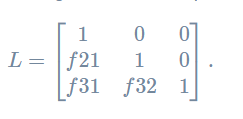 1 0 0
L = f21 1 0 .
f31 f32 1